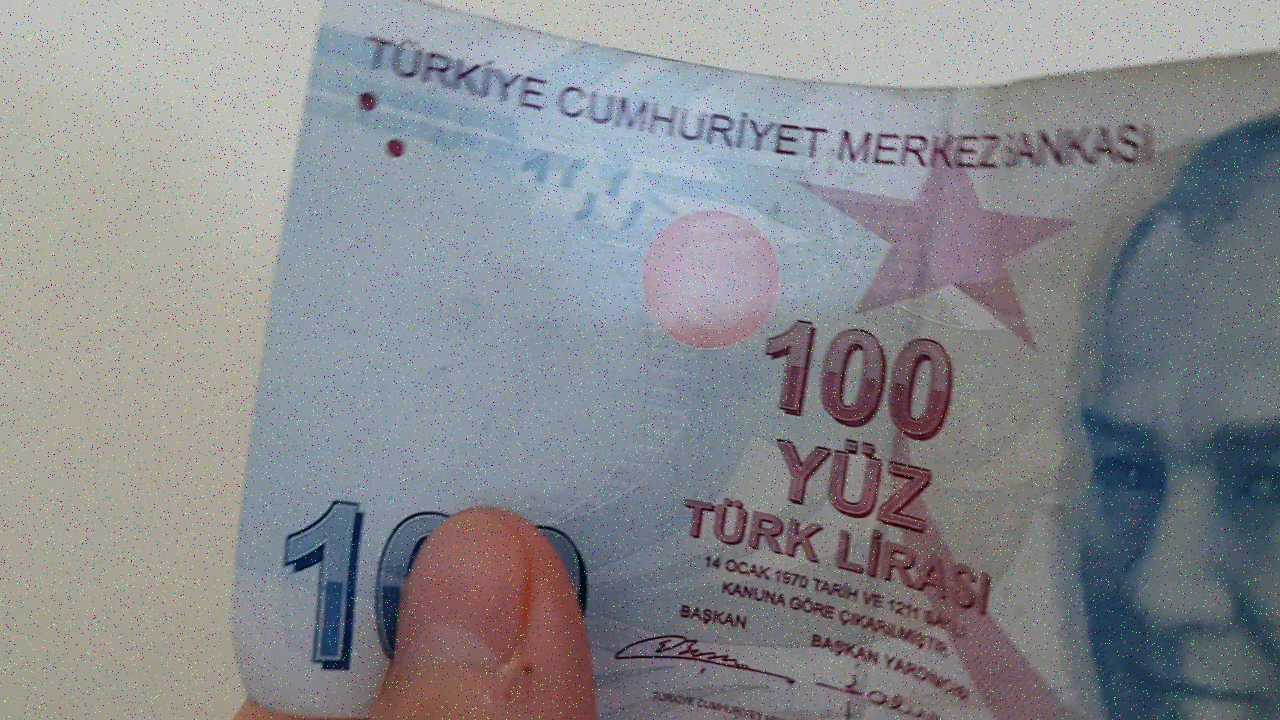 TÜRKİYE CUMHURİYET MERKEZ BANKASI
100
YÜZ
TÜRK LİRASI
14 OCAK 1970 TARİH VE 1211 SAYILI
KANUNA GÖRE ÇIKARILMIŞTIR.
BAŞKAN
BAŞKAN YARDIMCISI